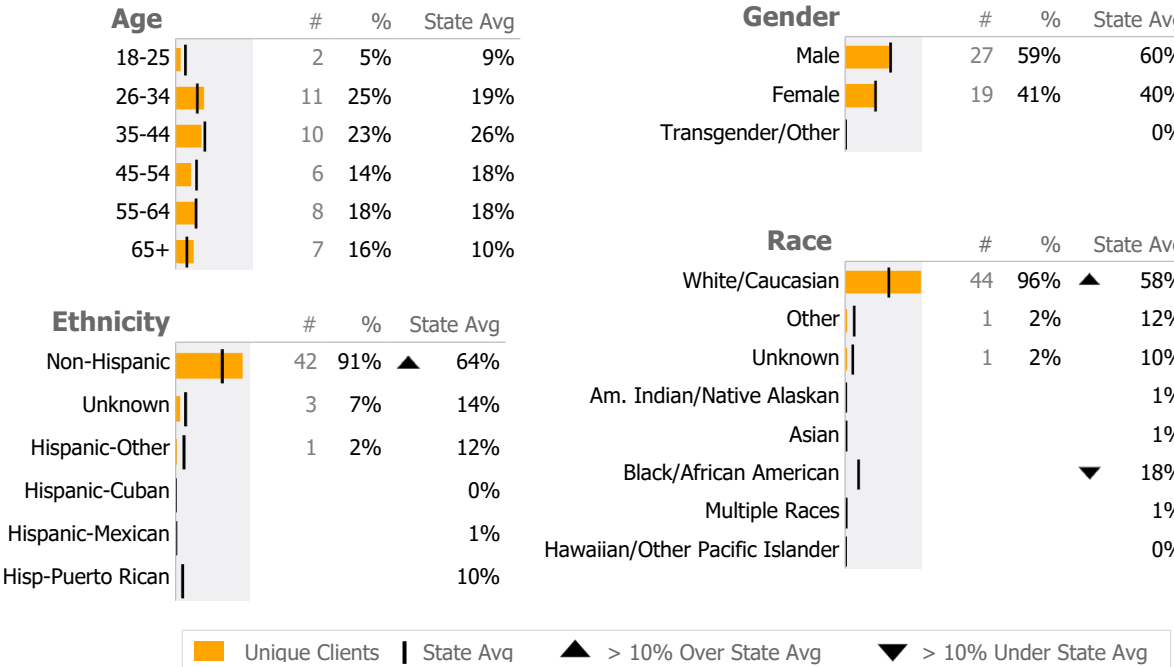 Age # % State Avg
18-25 2 5% 9%
26-34 11 25% 19%
35-44 10 23% 26%
45-54 6 14% 18%
55-64 8 18% 18%
65+ 7 16% 10%
Ethnicity # % State Avg
Non-Hispanic 42 91% ▲ 64%
Unknown 3 7% 14%
Hispanic-Other 1 2% 12%
Hispanic-Cuban 0%
Hispanic-Mexican 1%
Hisp-Puerto Rican 10%
Gender # % State Avg
Male 27 59% 60%
Female 19 41% 40%
Transgender/Other 0%
Race # % State Avg
White/Caucasian 44 96% ▲ 58%
Other 1 2% 12%
Unknown 1 2% 10%
Am. Indian/Native Alaskan 1%
Asian 1%
Black/African American ▼ 18%
Multiple Races 1%
Hawaiian/Other Pacific Islander 0%
Unique Clients | State Avg ▲ > 10% Over State Avg ▼ > 10% Under State Avg